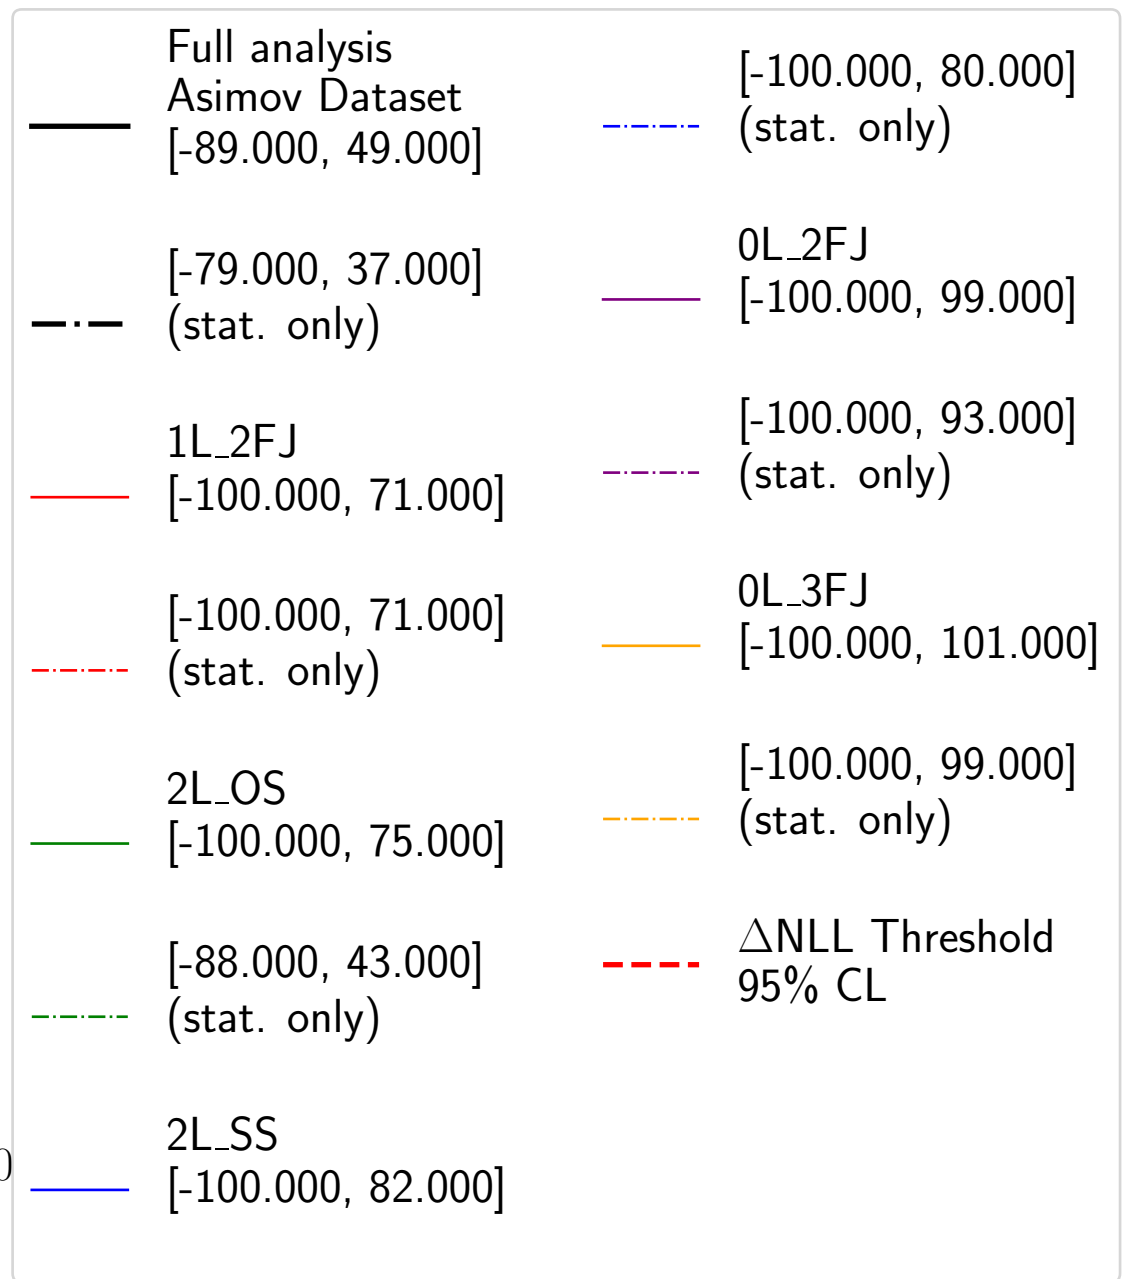 Full analysis
Asimov Dataset
[-89.000, 49.000]
[-79.000, 37.000]
(stat. only)
1L_2FJ
[-100.000, 71.000]
[-100.000, 71.000]
(stat. only)
2L_OS
[-100.000, 75.000]
[-88.000, 43.000]
(stat. only)
2L_SS
[-100.000, 82.000]
0
[-100.000, 80.000]
(stat. only)
0L_2FJ
[-100.000, 99.000]
[-100.000, 93.000]
(stat. only)
0L_3FJ
[-100.000, 101.000]
[-100.000, 99.000]
(stat. only)
ΔNLL Threshold
95% CL